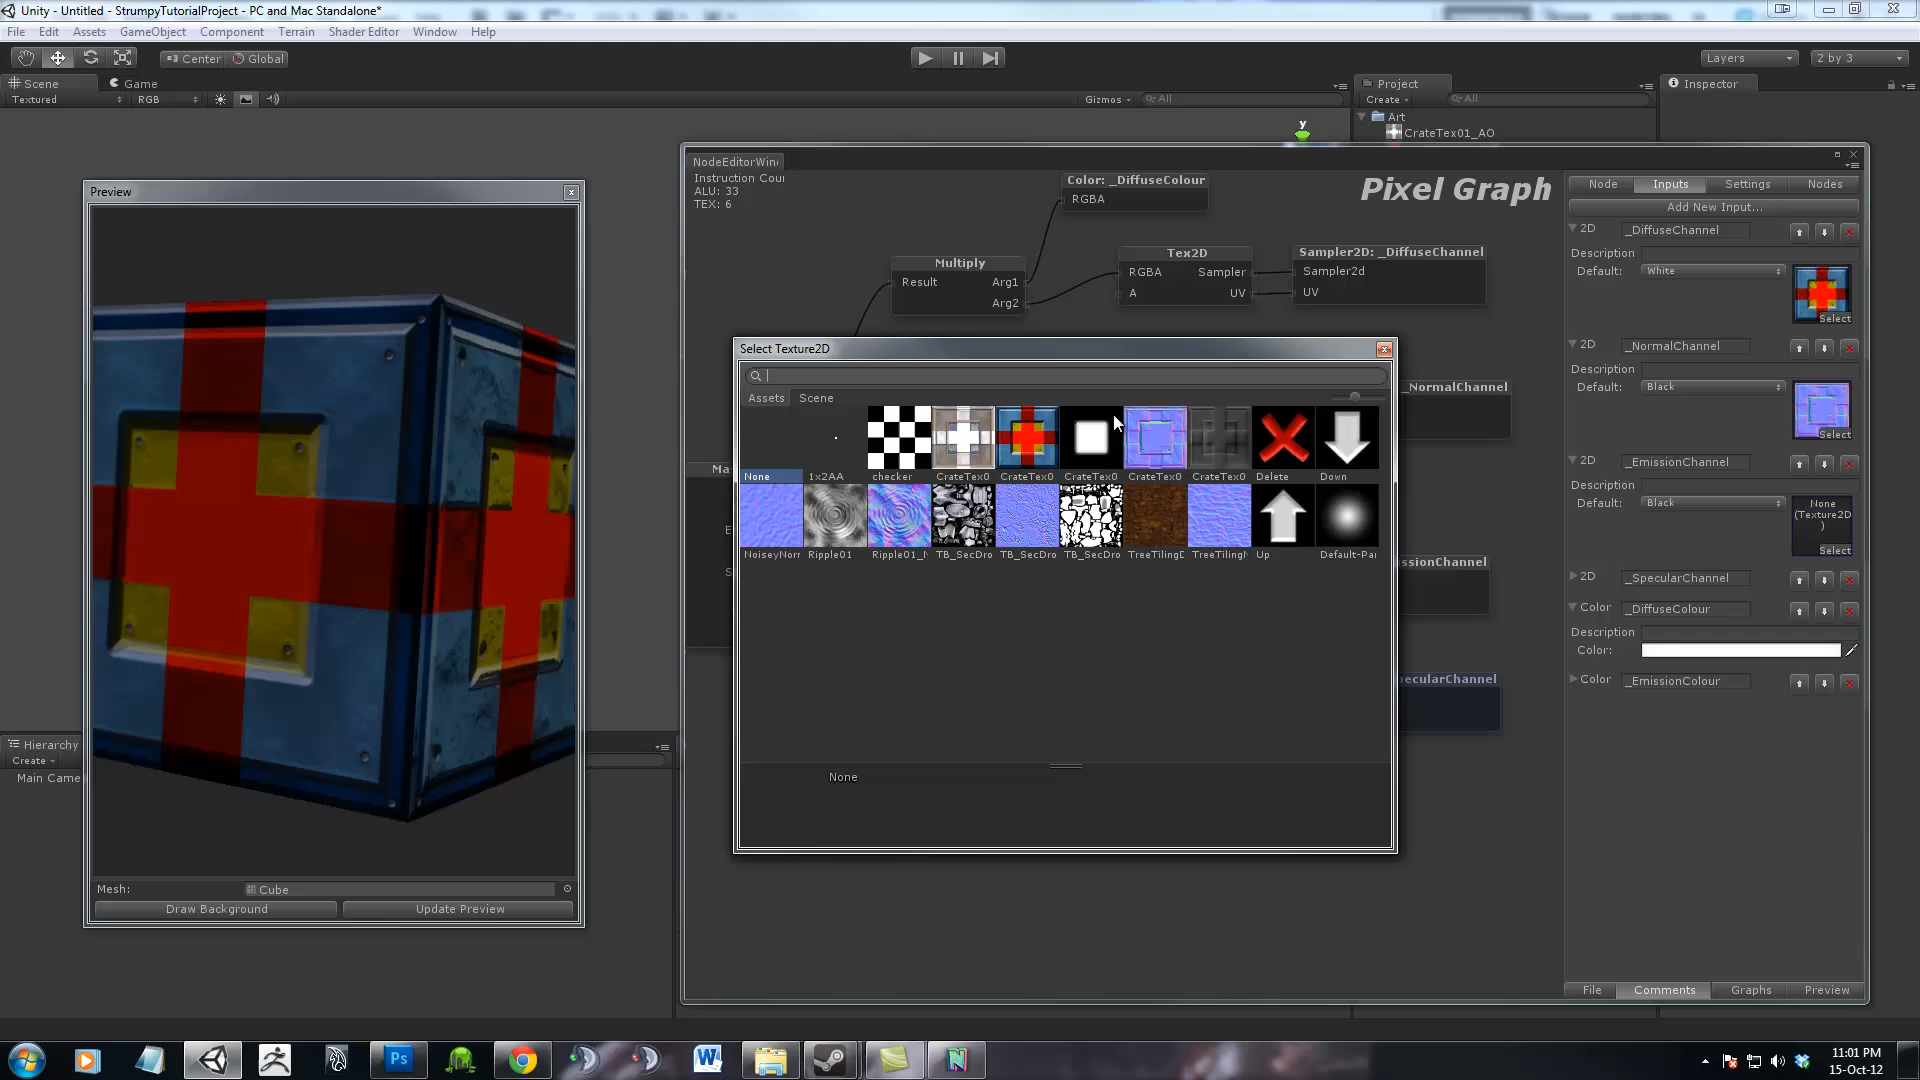 Unity - Untitled - StrumpyTutorialProject - PC and Mac Standalone*
File Edit Assets GameObject Component Terrain Shader Editor Window Help
Center Global
Layers 2 by 3
Scene Game
Project
Inspector
Textured RGB
Gizmos All
Create All
Art
CrateTex01_AO
Preview
NodeEditorWin
Instruction Cou
ALU: 33
TEX: 6
Color: _DiffuseColour
RGBA
Pixel Graph
Multiply
Result Arg1
Arg2
Tex2D
RGBA Sampler
A UV
Sampler2D: _DiffuseChannel
Sampler2d
UV
_NormalChannel
ssionChannel
pecularChannel
Ma
E
S
Select Texture2D
Assets Scene
None 1x2AA checker CrateTex0 CrateTex0 CrateTex0 CrateTex0 CrateTex0 Delete Down
NoiseyNorr Ripple01 Ripple01_N TB_SecDro TB_SecDro TB_SecDro TreeTilingD TreeTilingN Up Default-Par
None
Node Inputs Settings Nodes
Add New Input...
2D _DiffuseChannel
Description
Default: White
Select
2D _NormalChannel
Description
Default: Black
Select
2D _EmissionChannel
Description
Default: Black
None
(Texture2D
)
Select
2D _SpecularChannel
Color _DiffuseColour
Description
Color:
Color _EmissionColour
File Comments Graphs Preview
Hierarchy
Create
Main Came
Mesh: Cube
Draw Background Update Preview
11:01 PM
15-Oct-12